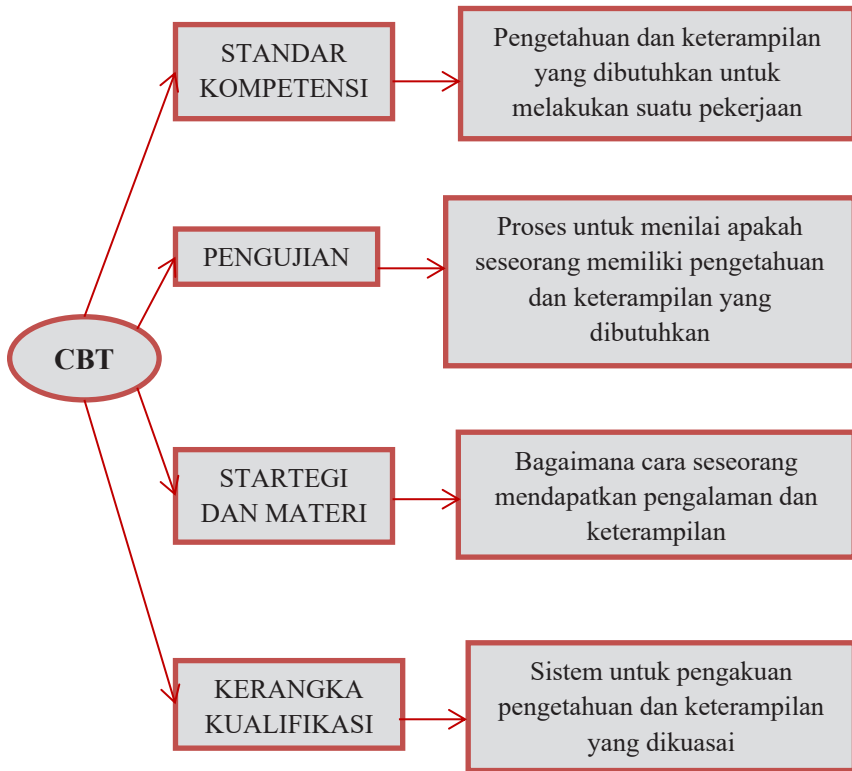 STANDAR
KOMPETENSI
Pengetahuan dan keterampilan
yang dibutuhkan untuk
melakukan suatu pekerjaan
PENGUJIAN
Proses untuk menilai apakah
seseorang memiliki pengetahuan
dan keterampilan yang
dibutuhkan
CBT
STARTEGI
DAN MATERI
Bagaimana cara seseorang
mendapatkan pengalaman dan
keterampilan
KERANGKA
KUALIFIKASI
Sistem untuk pengakuan
pengetahuan dan keterampilan
yang dikuasai